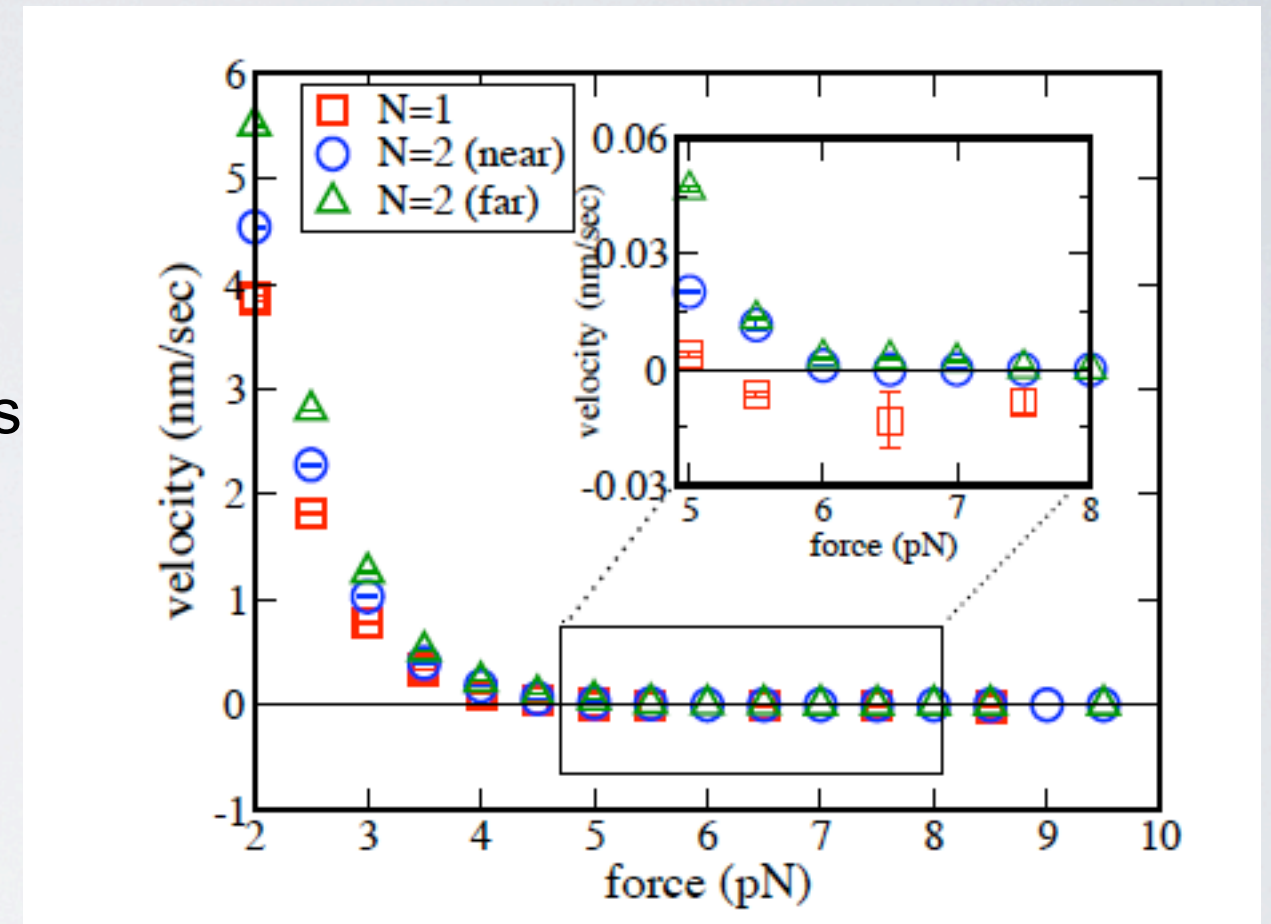 s
6
5
4
3
2
1
0
-1
velocity (nm/sec)
N=1
N=2 (near)
N=2 (far)
0.06
0.03
0
-0.03
velocity (nm/sec)
5 6 7 8
force (pN)
2 3 4 5 6 7 8 9 10
force (pN)